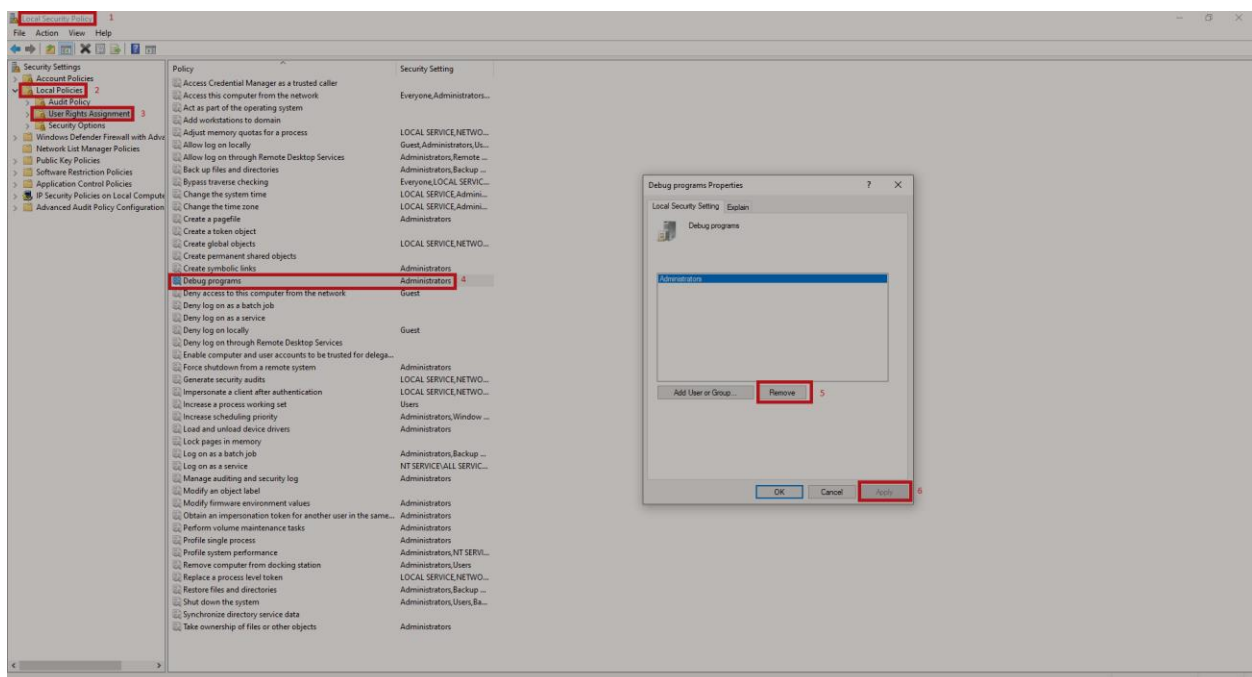 Local Security Policy 1
File Action View Help
Security Settings
Account Policies
Local Policies 2
Audit Policy
User Rights Assignment 3
Security Options
Windows Defender Firewall with Adva
Network List Manager Policies
Public Key Policies
Software Restriction Policies
Application Control Policies
IP Security Policies on Local Compute
Advanced Audit Policy Configuration
Policy Security Setting
Access Credential Manager as a trusted caller
Access this computer from the network Everyone,Administrators...
Act as part of the operating system
Add workstations to domain
Adjust memory quotas for a process LOCAL SERVICE,NETWO...
Allow log on locally Guest,Administrators,Us...
Allow log on through Remote Desktop Services Administrators,Remote ...
Back up files and directories Administrators,Backup ...
Bypass traverse checking Everyone,LOCAL SERVIC...
Change the system time LOCAL SERVICE,Admini...
Change the time zone LOCAL SERVICE,Admini...
Create a pagefile Administrators
Create a token object
Create global objects LOCAL SERVICE,NETWO...
Create permanent shared objects
Create symbolic links Administrators
Debug programs Administrators 4
Deny access to this computer from the network Guest
Deny log on as a batch job
Deny log on as a service
Deny log on locally Guest
Deny log on through Remote Desktop Services
Enable computer and user accounts to be trusted for delega...
Force shutdown from a remote system Administrators
Generate security audits LOCAL SERVICE,NETWO...
Impersonate a client after authentication LOCAL SERVICE,NETWO...
Increase a process working set Users
Increase scheduling priority Administrators,Window ...
Load and unload device drivers Administrators
Lock pages in memory
Log on as a batch job Administrators,Backup ...
Log on as a service NT SERVICE\ALL SERVIC...
Manage auditing and security log Administrators
Modify an object label
Modify firmware environment values Administrators
Obtain an impersonation token for another user in the same... Administrators
Perform volume maintenance tasks Administrators
Profile single process Administrators
Profile system performance Administrators,NT SERVI...
Remove computer from docking station Administrators,Users
Replace a process level token LOCAL SERVICE,NETWO...
Restore files and directories Administrators,Backup ...
Shut down the system Administrators,Users,Ba...
Synchronize directory service data
Take ownership of files or other objects Administrators
Debug programs Properties ?
Local Security Setting Explain
Debug programs
Administrators
Add User or Group... Remove 5
OK Cancel Apply 6